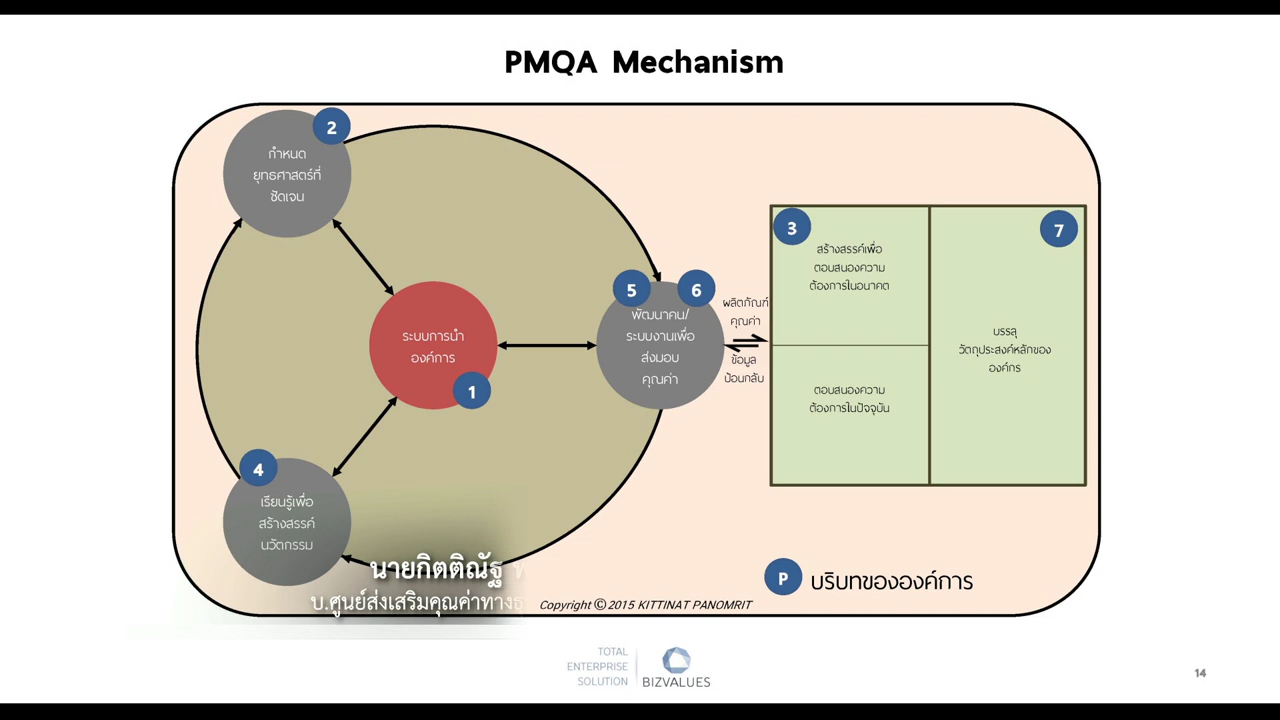 PMQA Mechanism
2
กำหนด
ยุทธศาสตร์ที่
ชัดเจน
ระบบการนำ
องค์การ
1
4
เรียนรู้เพื่อ
สร้างสรรค์
นวัตกรรม
5
6
พัฒนาคน/
ระบบงานเพื่อ
ส่งมอบ
คุณค่า
ผลิตภัณฑ์
คุณค่า
ข้อมูล
ป้อนกลับ
3
สร้างสรรค์เพื่อ
ตอบสนองความ
ต้องการในอนาคต
ตอบสนองความ
ต้องการในปัจจุบัน
7
บรรลุ
วัตถุประสงค์หลักของ
องค์กร
P
บริบทขององค์การ
นายกิตติณัฐ
บ.ศูนย์ส่งเสริมคุณค่าทาง
Copyright © 2015 KITTINAT PANOMRIT
TOTAL
ENTERPRISE
SOLUTION
BIZVALUES
14